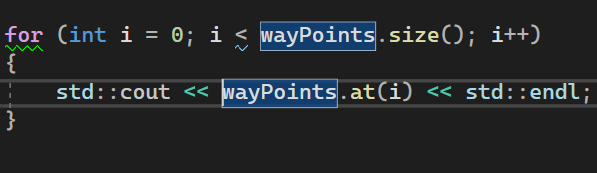 for (int i = 0; i < wayPoints.size(); i++)
{
    std::cout << wayPoints.at(i) << std::endl;
}